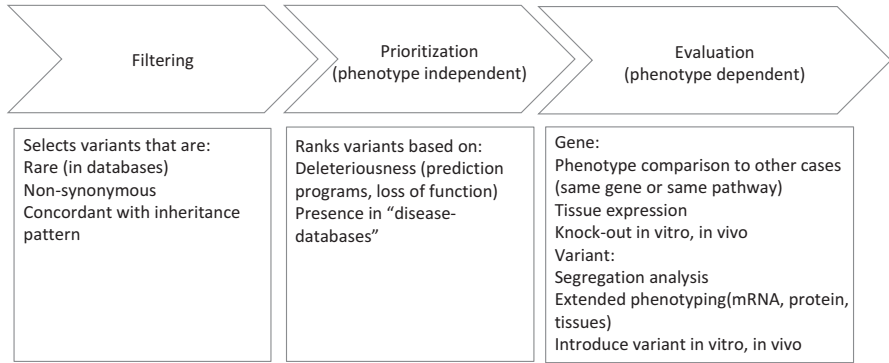 Filtering
Prioritization
(phenotype independent)
Evaluation
(phenotype dependent)
Selects variants that are:
Rare (in databases)
Non-synonymous
Concordant with inheritance
pattern
Ranks variants based on:
Deleteriousness (prediction
programs, loss of function)
Presence in “disease-
databases”
Gene:
Phenotype comparison to other cases
(same gene or same pathway)
Tissue expression
Knock-out in vitro, in vivo
Variant:
Segregation analysis
Extended phenotyping(mRNA, protein,
tissues)
Introduce variant in vitro, in vivo